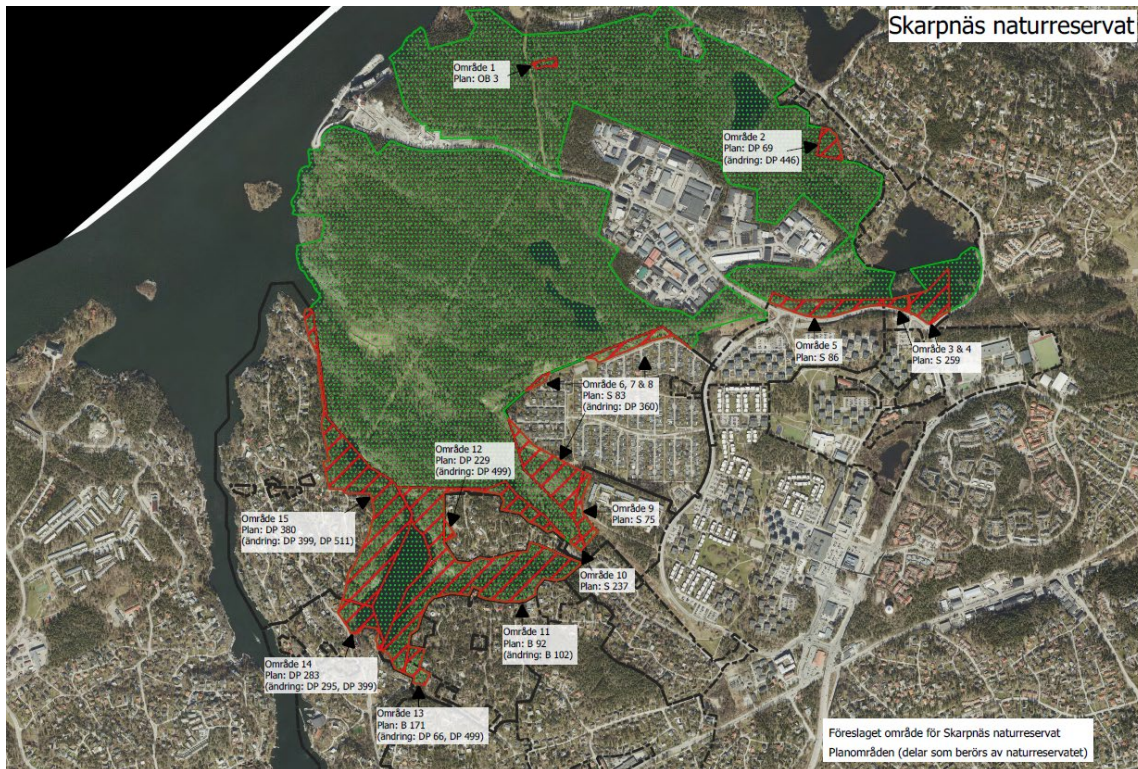 Skarpnäs naturreservat
Område 1
Plan: OB 3
Område 2
Plan: DP 69
(ändring: DP 446)
Område 5
Plan: S 86
Område 3 & 4
Plan: S 259
Område 6, 7 & 8
Plan: S 83
(ändring: DP 360)
Område 12
Plan: DP 229
(ändring: DP 499)
Område 9
Plan: S 75
Område 15
Plan: DP 380
(ändring: DP 399, DP 511)
Område 10
Plan: S 237
Område 11
Plan: B 92
(ändring: B 102)
Område 14
Plan: DP 283
(ändring: DP 295, DP 399)
Område 13
Plan: B 171
(ändring: DP 66, DP 499)
Föreslaget område för Skarpnäs naturreservat
Planområden (delar som berörs av naturreservatet)